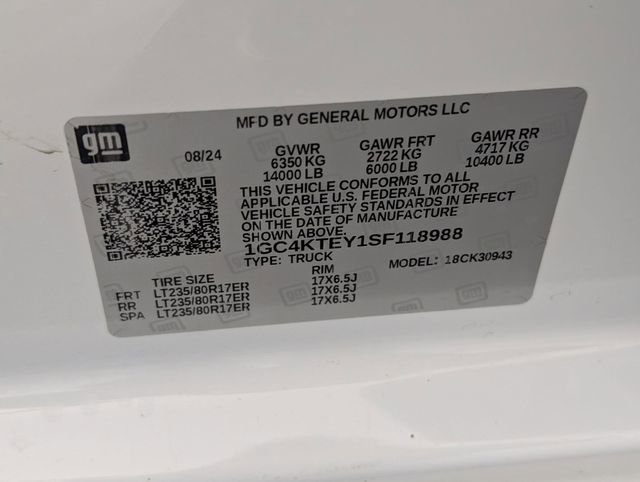 gm
MFD BY GENERAL MOTORS LLC
08/24
GVWR GAWR FRT GAWR RR
6350 KG 2722 KG 4717 KG
14000 LB 6000 LB 10400 LB
THIS VEHICLE CONFORMS TO ALL
APPLICABLE U.S. FEDERAL MOTOR
VEHICLE SAFETY STANDARDS IN EFFECT
ON THE DATE OF MANUFACTURE
SHOWN ABOVE.
1GC4KTEY1SF118988
TYPE: TRUCK MODEL: 18CK30943
TIRE SIZE RIM
FRT LT235/80R17ER 17X6.5J
RR LT235/80R17ER 17X6.5J
SPA LT235/80R17ER 17X6.5J